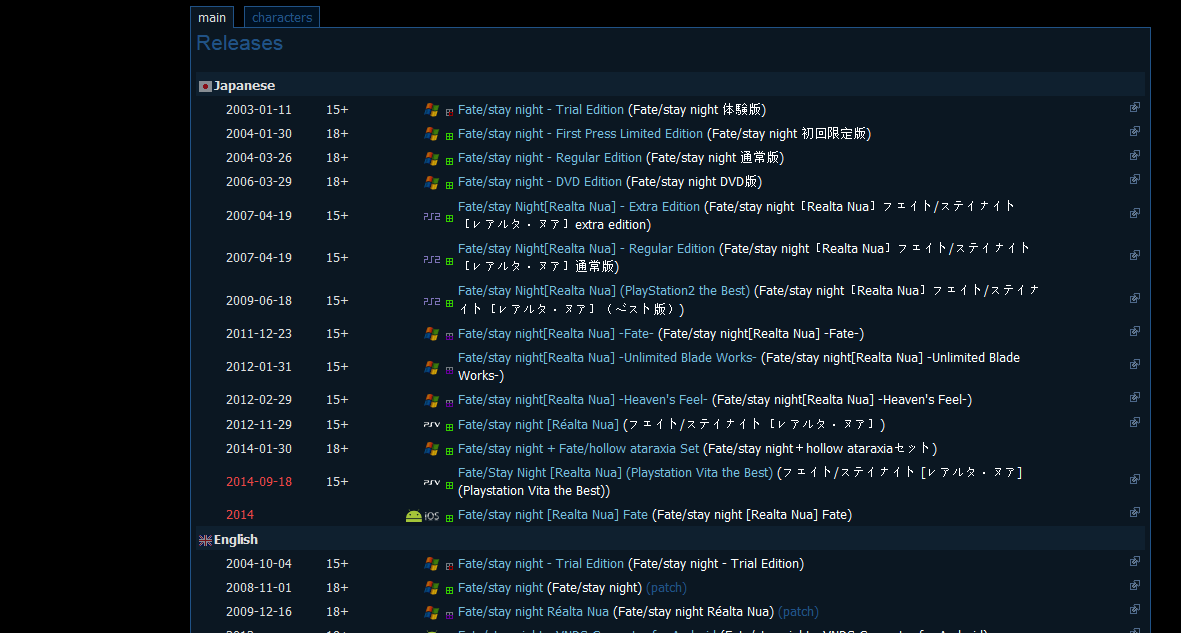 main characters
Releases
Japanese
2003-01-11 15+ Fate/stay night - Trial Edition (Fate/stay night 体験版)
2004-01-30 18+ Fate/stay night - First Press Limited Edition (Fate/stay night 初回限定版)
2004-03-26 18+ Fate/stay night - Regular Edition (Fate/stay night 通常版)
2006-03-29 18+ Fate/stay night - DVD Edition (Fate/stay night DVD版)
2007-04-19 15+ PS2 Fate/stay Night[Realta Nua] - Extra Edition (Fate/stay night［Realta Nua］フェイト/ステイナイト
［レアルタ・ヌア］extra edition)
2007-04-19 15+ PS2 Fate/stay Night[Realta Nua] - Regular Edition (Fate/stay night［Realta Nua］フェイト/ステイナイト
［レアルタ・ヌア］通常版)
2009-06-18 15+ PS2 Fate/stay Night[Realta Nua] (PlayStation2 the Best) (Fate/stay night［Realta Nua］フェイト/ステイナ
イト［レアルタ・ヌア］（ベスト版）)
2011-12-23 15+ Fate/stay night[Realta Nua] -Fate- (Fate/stay night[Realta Nua] -Fate-)
2012-01-31 15+ Fate/stay night[Realta Nua] -Unlimited Blade Works- (Fate/stay night[Realta Nua] -Unlimited Blade
Works-)
2012-02-29 15+ Fate/stay night[Realta Nua] -Heaven's Feel- (Fate/stay night[Realta Nua] -Heaven's Feel-)
2012-11-29 15+ PSV Fate/stay night [Réalta Nua] (フェイト/ステイナイト［レアルタ・ヌア］)
2014-01-30 18+ Fate/stay night + Fate/hollow ataraxia Set (Fate/stay night＋hollow ataraxiaセット)
2014-09-18 15+ PSV Fate/Stay Night [Realta Nua] (Playstation Vita the Best) (フェイト/ステイナイト [レアルタ・ヌア]
(Playstation Vita the Best))
2014 iOS Fate/stay night [Realta Nua] Fate (Fate/stay night [Realta Nua] Fate)
English
2004-10-04 15+ Fate/stay night - Trial Edition (Fate/stay night - Trial Edition)
2008-11-01 18+ Fate/stay night (Fate/stay night) (patch)
2009-12-16 18+ Fate/stay night Réalta Nua (Fate/stay night Réalta Nua) (patch)